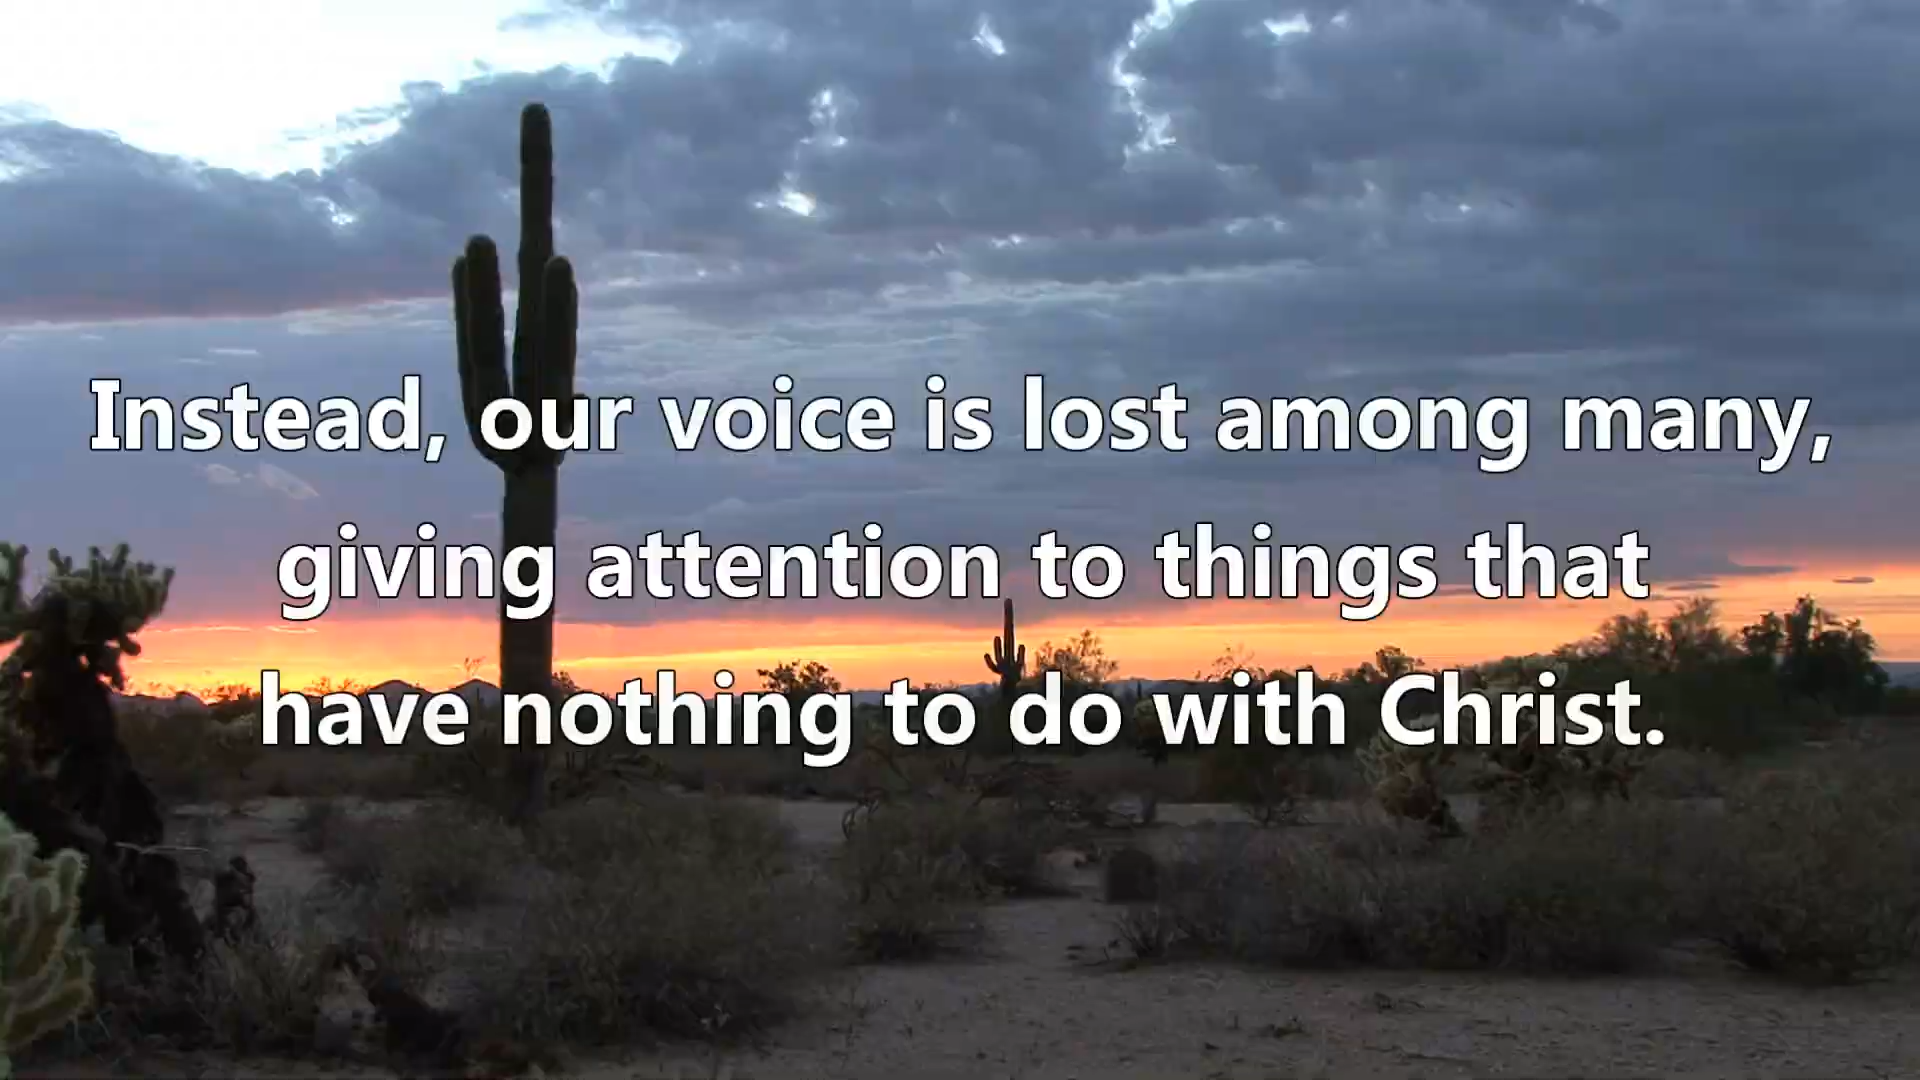 Instead, our voice is lost among many,
giving attention to things that
have nothing to do with Christ.